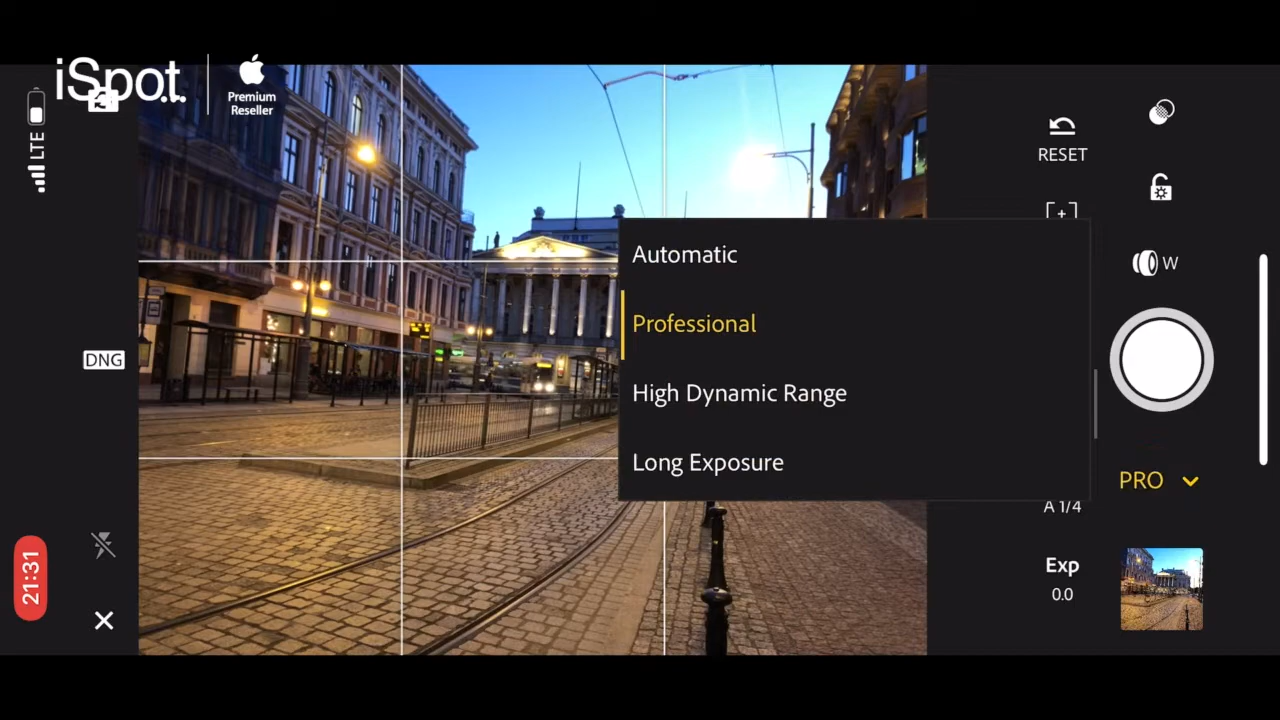 iSpot
Premium
Reseller
LTE
DNG
21:31
RESET
Automatic
Professional
High Dynamic Range
Long Exposure
W
PRO
A 1/4
Exp
0.0